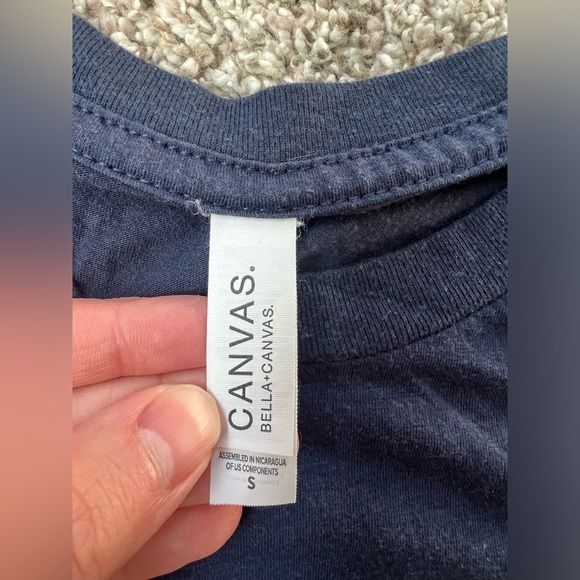 CANVAS.
BELLA+CANVAS.
ASSEMBLED IN NICARAGUA
OF US COMPONENTS
S